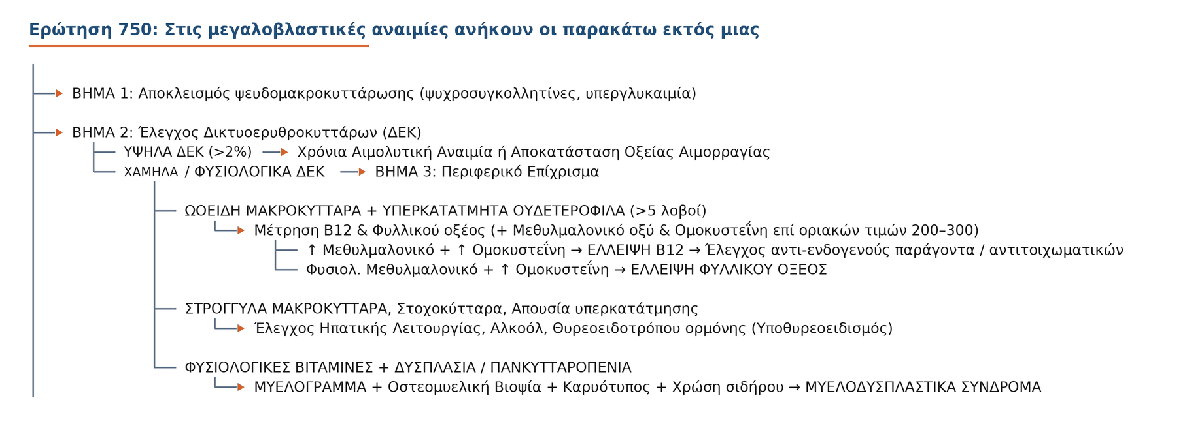 Ερώτηση 750: Στις μεγαλοβλαστικές αναιμίες ανήκουν οι παρακάτω εκτός μιας
ΒΗΜΑ 1: Αποκλεισμός ψευδομακροκυττάρωσης (ψυχροσυγκολλητίνες, υπεργλυκαιμία)
ΒΗΜΑ 2: Έλεγχος Δικτυοερυθροκυττάρων (ΔΕΚ)
ΥΨΗΛΑ ΔΕΚ (>2%) → Χρόνια Αιμολυτική Αναιμία ή Αποκατάσταση Οξείας Αιμορραγίας
ΧΑΜΗΛΑ / ΦΥΣΙΟΛΟΓΙΚΑ ΔΕΚ → ΒΗΜΑ 3: Περιφερικό Επίχρισμα
ΩΟΕΙΔΗ ΜΑΚΡΟΚΥΤΤΑΡΑ + ΥΠΕΡΚΑΤΑΤΜΗΤΑ ΟΥΔΕΤΕΡΟΦΙΛΑ (>5 λοβοί)
Μέτρηση Β12 & Φυλλικού οξέος (+ Μεθυλμαλονικό οξύ & Ομοκυστεΐνη επί οριακών τιμών 200–300)
↑ Μεθυλμαλονικό + ↑ Ομοκυστεΐνη → ΕΛΛΕΙΨΗ Β12 → Έλεγχος αντι-ενδογενούς παράγοντα / αντιτοιχωματικών
Φυσιολ. Μεθυλμαλονικό + ↑ Ομοκυστεΐνη → ΕΛΛΕΙΨΗ ΦΥΛΛΙΚΟΥ ΟΞΕΟΣ
ΣΤΡΟΓΓΥΛΑ ΜΑΚΡΟΚΥΤΤΑΡΑ, Στοχοκύτταρα, Απουσία υπερκατάτμησης
Έλεγχος Ηπατικής Λειτουργίας, Αλκοόλ, Θυρεοειδοτρόπου ορμόνης (Υποθυρεοειδισμός)
ΦΥΣΙΟΛΟΓΙΚΕΣ ΒΙΤΑΜΙΝΕΣ + ΔΥΣΠΛΑΣΙΑ / ΠΑΝΚΥΤΤΑΡΟΠΕΝΙΑ
ΜΥΕΛΟΓΡΑΜΜΑ + Οστεομυελική Βιοψία + Καρυότυπος + Χρώση σιδήρου → ΜΥΕΛΟΔΥΣΠΛΑΣΤΙΚΑ ΣΥΝΔΡΟΜΑ